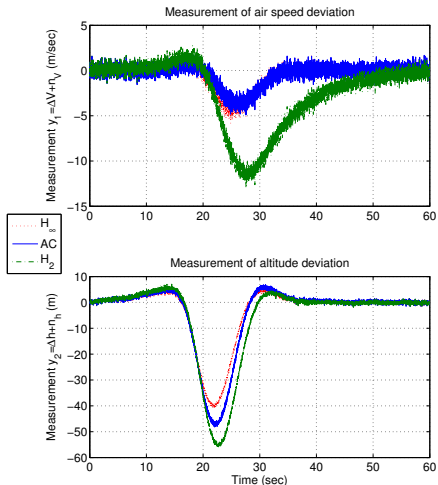 Measurement of air speed deviation
Measurement y₁=ΔV+n_V (m/sec)
5
0
−5
−10
−15
0 10 20 30 40 50 60
H∞
AC
H₂
Measurement of altitude deviation
Measurement y₂=Δh+n_h (m)
10
0
−10
−20
−30
−40
−50
−60
0 10 20 30 40 50 60
Time (sec)